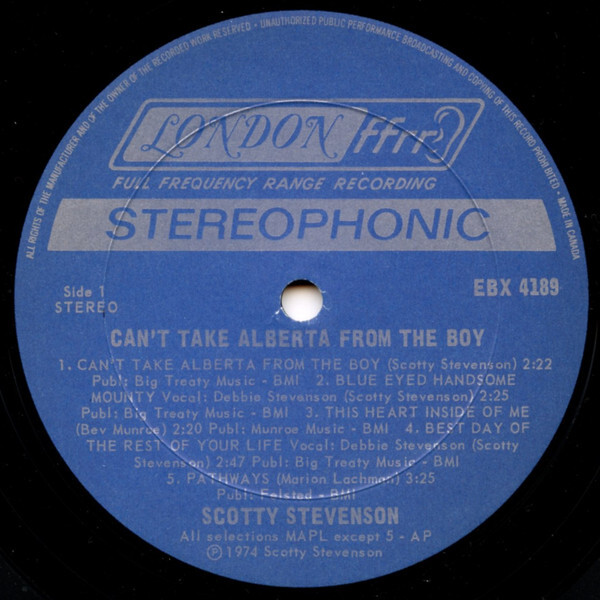 ALL RIGHTS OF THE MANUFACTURER AND OF THE OWNER OF THE RECORDED WORK RESERVED • UNAUTHORIZED PUBLIC PERFORMANCE BROADCASTING AND COPYING OF THIS RECORD PROHIBITED • MADE IN CANADA
LONDON ffrr
FULL FREQUENCY RANGE RECORDING
STEREOPHONIC
Side 1 EBX 4189
STEREO
CAN'T TAKE ALBERTA FROM THE BOY
1. CAN'T TAKE ALBERTA FROM THE BOY (Scotty Stevenson) 2:22
Publ: Big Treaty Music - BMI 2. BLUE EYED HANDSOME
MOUNTY Vocal: Debbie Stevenson (Scotty Stevenson) 2:25
Publ: Big Treaty Music - BMI 3. THIS HEART INSIDE OF ME
(Bev Munroe) 2:20 Publ: Munroe Music - BMI 4. BEST DAY OF
THE REST OF YOUR LIFE Vocal: Debbie Stevenson (Scotty
Stevenson) 2:47 Publ: Big Treaty Music - BMI
5. PATHWAYS (Marion Lachman) 3:25
Publ: Felsted - BMI
SCOTTY STEVENSON
All selections MAPL except 5 - AP
Ⓟ 1974 Scotty Stevenson